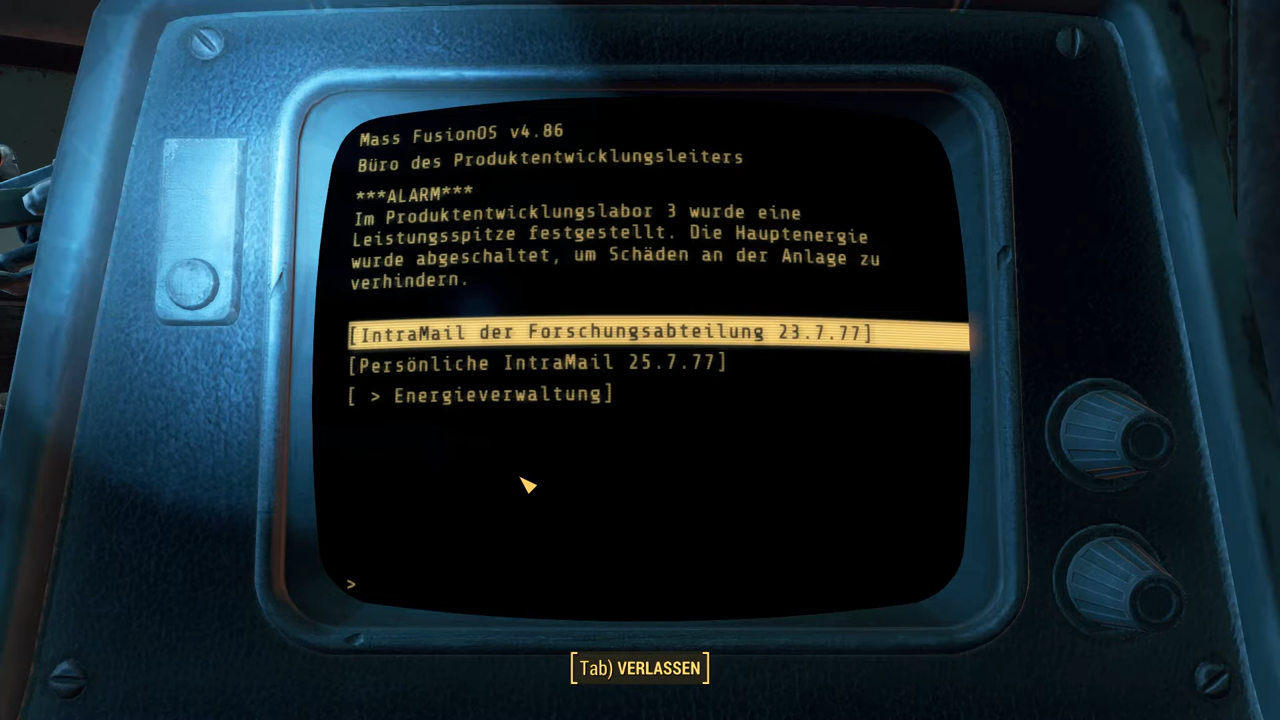 Mass FusionOS v4.86
Büro des Produktentwicklungsleiters
***ALARM***
Im Produktentwicklungslabor 3 wurde eine
Leistungsspitze festgestellt. Die Hauptenergie
wurde abgeschaltet, um Schäden an der Anlage zu
verhindern.
[IntraMail der Forschungsabteilung 23.7.77]
[Persönliche IntraMail 25.7.77]
[ > Energieverwaltung]
>
[Tab) VERLASSEN]